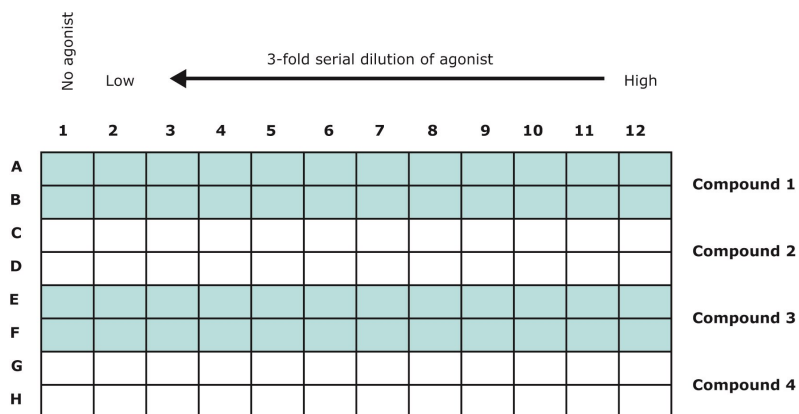 No agonist
3-fold serial dilution of agonist
Low
High
1 2 3 4 5 6 7 8 9 10 11 12
A
Compound 1
B
C
Compound 2
D
E
Compound 3
F
G
Compound 4
H